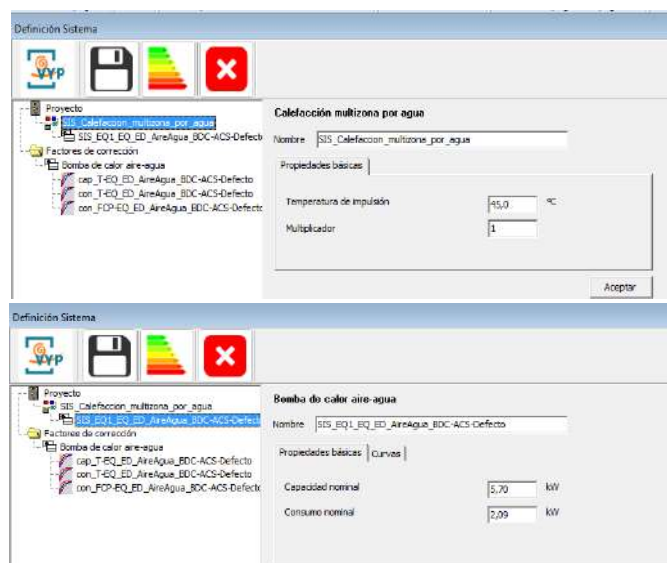 Definición Sistema
VYP
Proyecto
SIS_Calefaccion_multizona_por_agua
SIS_EQ1_EQ_ED_AireAgua_BDC-ACS-Defecto
Factores de corrección
Bomba de calor aire-agua
cap_T-EQ_ED_AireAgua_BDC-ACS-Defecto
con_T-EQ_ED_AireAgua_BDC-ACS-Defecto
con_FCP-EQ_ED_AireAgua_BDC-ACS-Defecto
Calefacción multizona por agua
Nombre SIS_Calefaccion_multizona_por_agua
Propiedades básicas
Temperatura de impulsión 45,0 ºC
Multiplicador 1
Aceptar
Definición Sistema
VYP
Proyecto
SIS_Calefaccion_multizona_por_agua
SIS_EQ1_EQ_ED_AireAgua_BDC-ACS-Defect
Factores de corrección
Bomba de calor aire-agua
cap_T-EQ_ED_AireAgua_BDC-ACS-Defecto
con_T-EQ_ED_AireAgua_BDC-ACS-Defecto
con_FCP-EQ_ED_AireAgua_BDC-ACS-Defecto
Bomba de calor aire-agua
Nombre SIS_EQ1_EQ_ED_AireAgua_BDC-ACS-Defecto
Propiedades básicas Curvas
Capacidad nominal 5,70 kW
Consumo nominal 2,09 kW